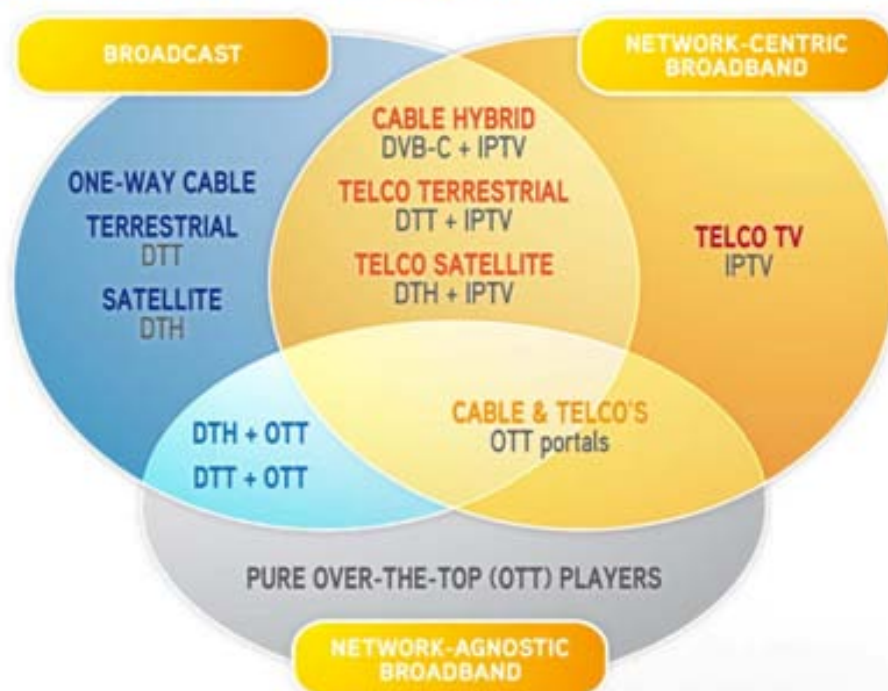 BROADCAST
NETWORK-CENTRIC
BROADBAND
CABLE HYBRID
DVB-C + IPTV
TELCO TERRESTRIAL
DTT + IPTV
TELCO SATELLITE
DTH + IPTV
ONE-WAY CABLE
TERRESTRIAL
DTT
SATELLITE
DTH
TELCO TV
IPTV
DTH + OTT
DTT + OTT
CABLE & TELCO'S
OTT portals
PURE OVER-THE-TOP (OTT) PLAYERS
NETWORK-AGNOSTIC
BROADBAND